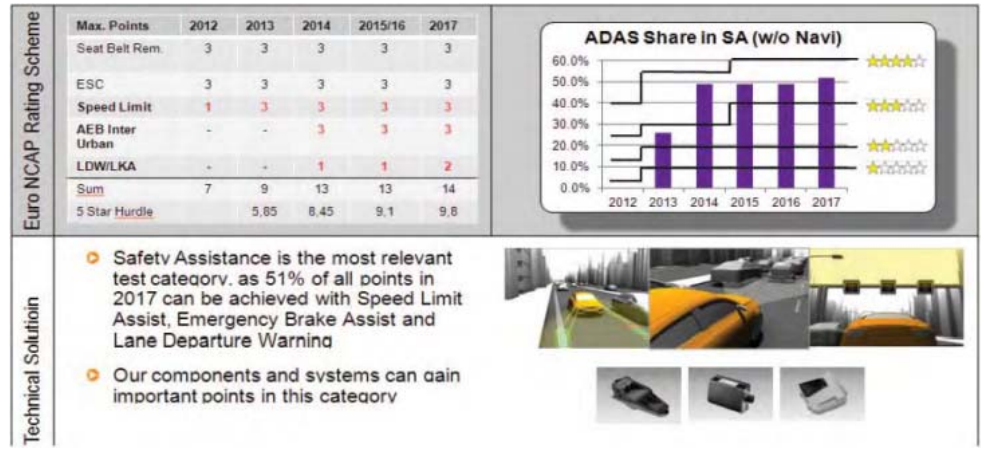 Euro NCAP Rating Scheme
Max. Points 2012 2013 2014 2015/16 2017
Seat Belt Rem. 3 3 3 3 3
ESC 3 3 3 3 3
Speed Limit 1 3 3 3 3
AEB Inter - - 3 3 3
Urban
LDW/LKA - - 1 1 2
Sum 7 9 13 13 14
5 Star Hurdle 5,85 8,45 9,1 9,8
ADAS Share in SA (w/o Navi)
60.0%
50.0%
40.0%
30.0%
20.0%
10.0%
0.0%
2012 2013 2014 2015 2016 2017
Technical Solutioin
Safety Assistance is the most relevant
test category, as 51% of all points in
2017 can be achieved with Speed Limit
Assist, Emergency Brake Assist and
Lane Departure Warning
Our components and systems can gain
important points in this category